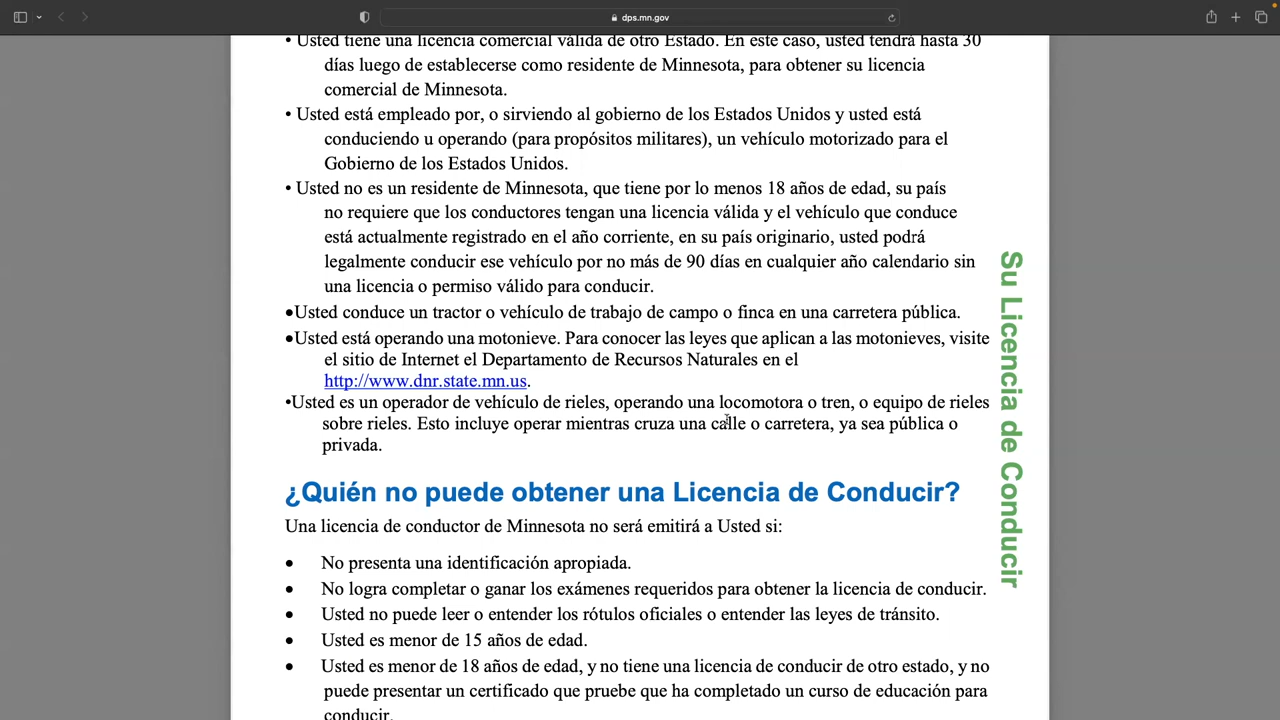 dps.mn.gov
• Usted tiene una licencia comercial válida de otro Estado. En este caso, usted tendrá hasta 30
días luego de establecerse como residente de Minnesota, para obtener su licencia
comercial de Minnesota.
• Usted está empleado por, o sirviendo al gobierno de los Estados Unidos y usted está
conduciendo u operando (para propósitos militares), un vehículo motorizado para el
Gobierno de los Estados Unidos.
• Usted no es un residente de Minnesota, que tiene por lo menos 18 años de edad, su país
no requiere que los conductores tengan una licencia válida y el vehículo que conduce
está actualmente registrado en el año corriente, en su país originario, usted podrá
legalmente conducir ese vehículo por no más de 90 días en cualquier año calendario sin
una licencia o permiso válido para conducir.
•Usted conduce un tractor o vehículo de trabajo de campo o finca en una carretera pública.
•Usted está operando una motonieve. Para conocer las leyes que aplican a las motonieves, visite
el sitio de Internet el Departamento de Recursos Naturales en el
http://www.dnr.state.mn.us.
•Usted es un operador de vehículo de rieles, operando una locomotora o tren, o equipo de rieles
sobre rieles. Esto incluye operar mientras cruza una calle o carretera, ya sea pública o
privada.
¿Quién no puede obtener una Licencia de Conducir?
Una licencia de conductor de Minnesota no será emitirá a Usted si:
• No presenta una identificación apropiada.
• No logra completar o ganar los exámenes requeridos para obtener la licencia de conducir.
• Usted no puede leer o entender los rótulos oficiales o entender las leyes de tránsito.
• Usted es menor de 15 años de edad.
• Usted es menor de 18 años de edad, y no tiene una licencia de conducir de otro estado, y no
puede presentar un certificado que pruebe que ha completado un curso de educación para
conducir.
Su Licencia de Conducir